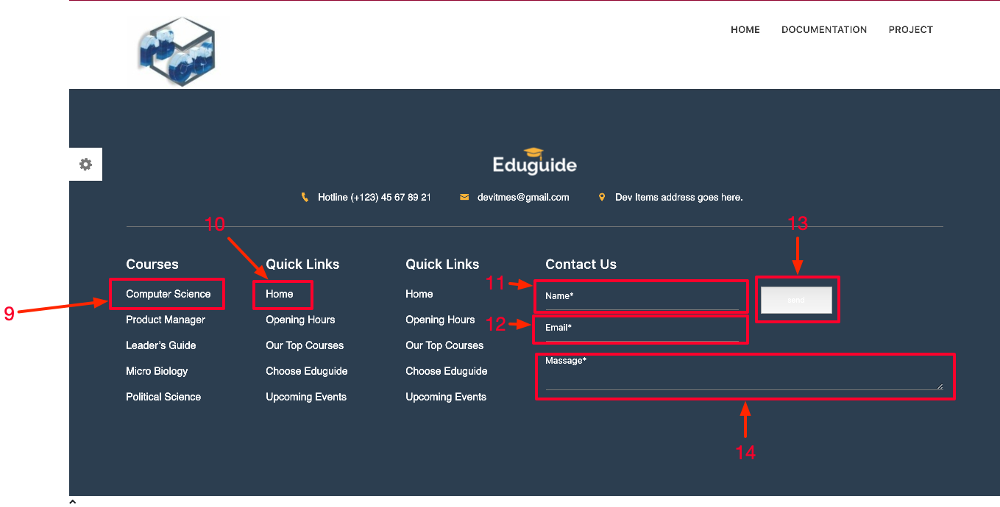 HOME DOCUMENTATION PROJECT
Eduguide
Hotline (+123) 45 67 89 21 devitmes@gmail.com Dev Items address goes here.
10 13
Courses Quick Links Quick Links Contact Us
11
Computer Science Home Home Name* send
9
Product Manager Opening Hours Opening Hours 12 Email*
Leader's Guide Our Top Courses Our Top Courses
Massage*
Micro Biology Choose Eduguide Choose Eduguide
Political Science Upcoming Events Upcoming Events
14